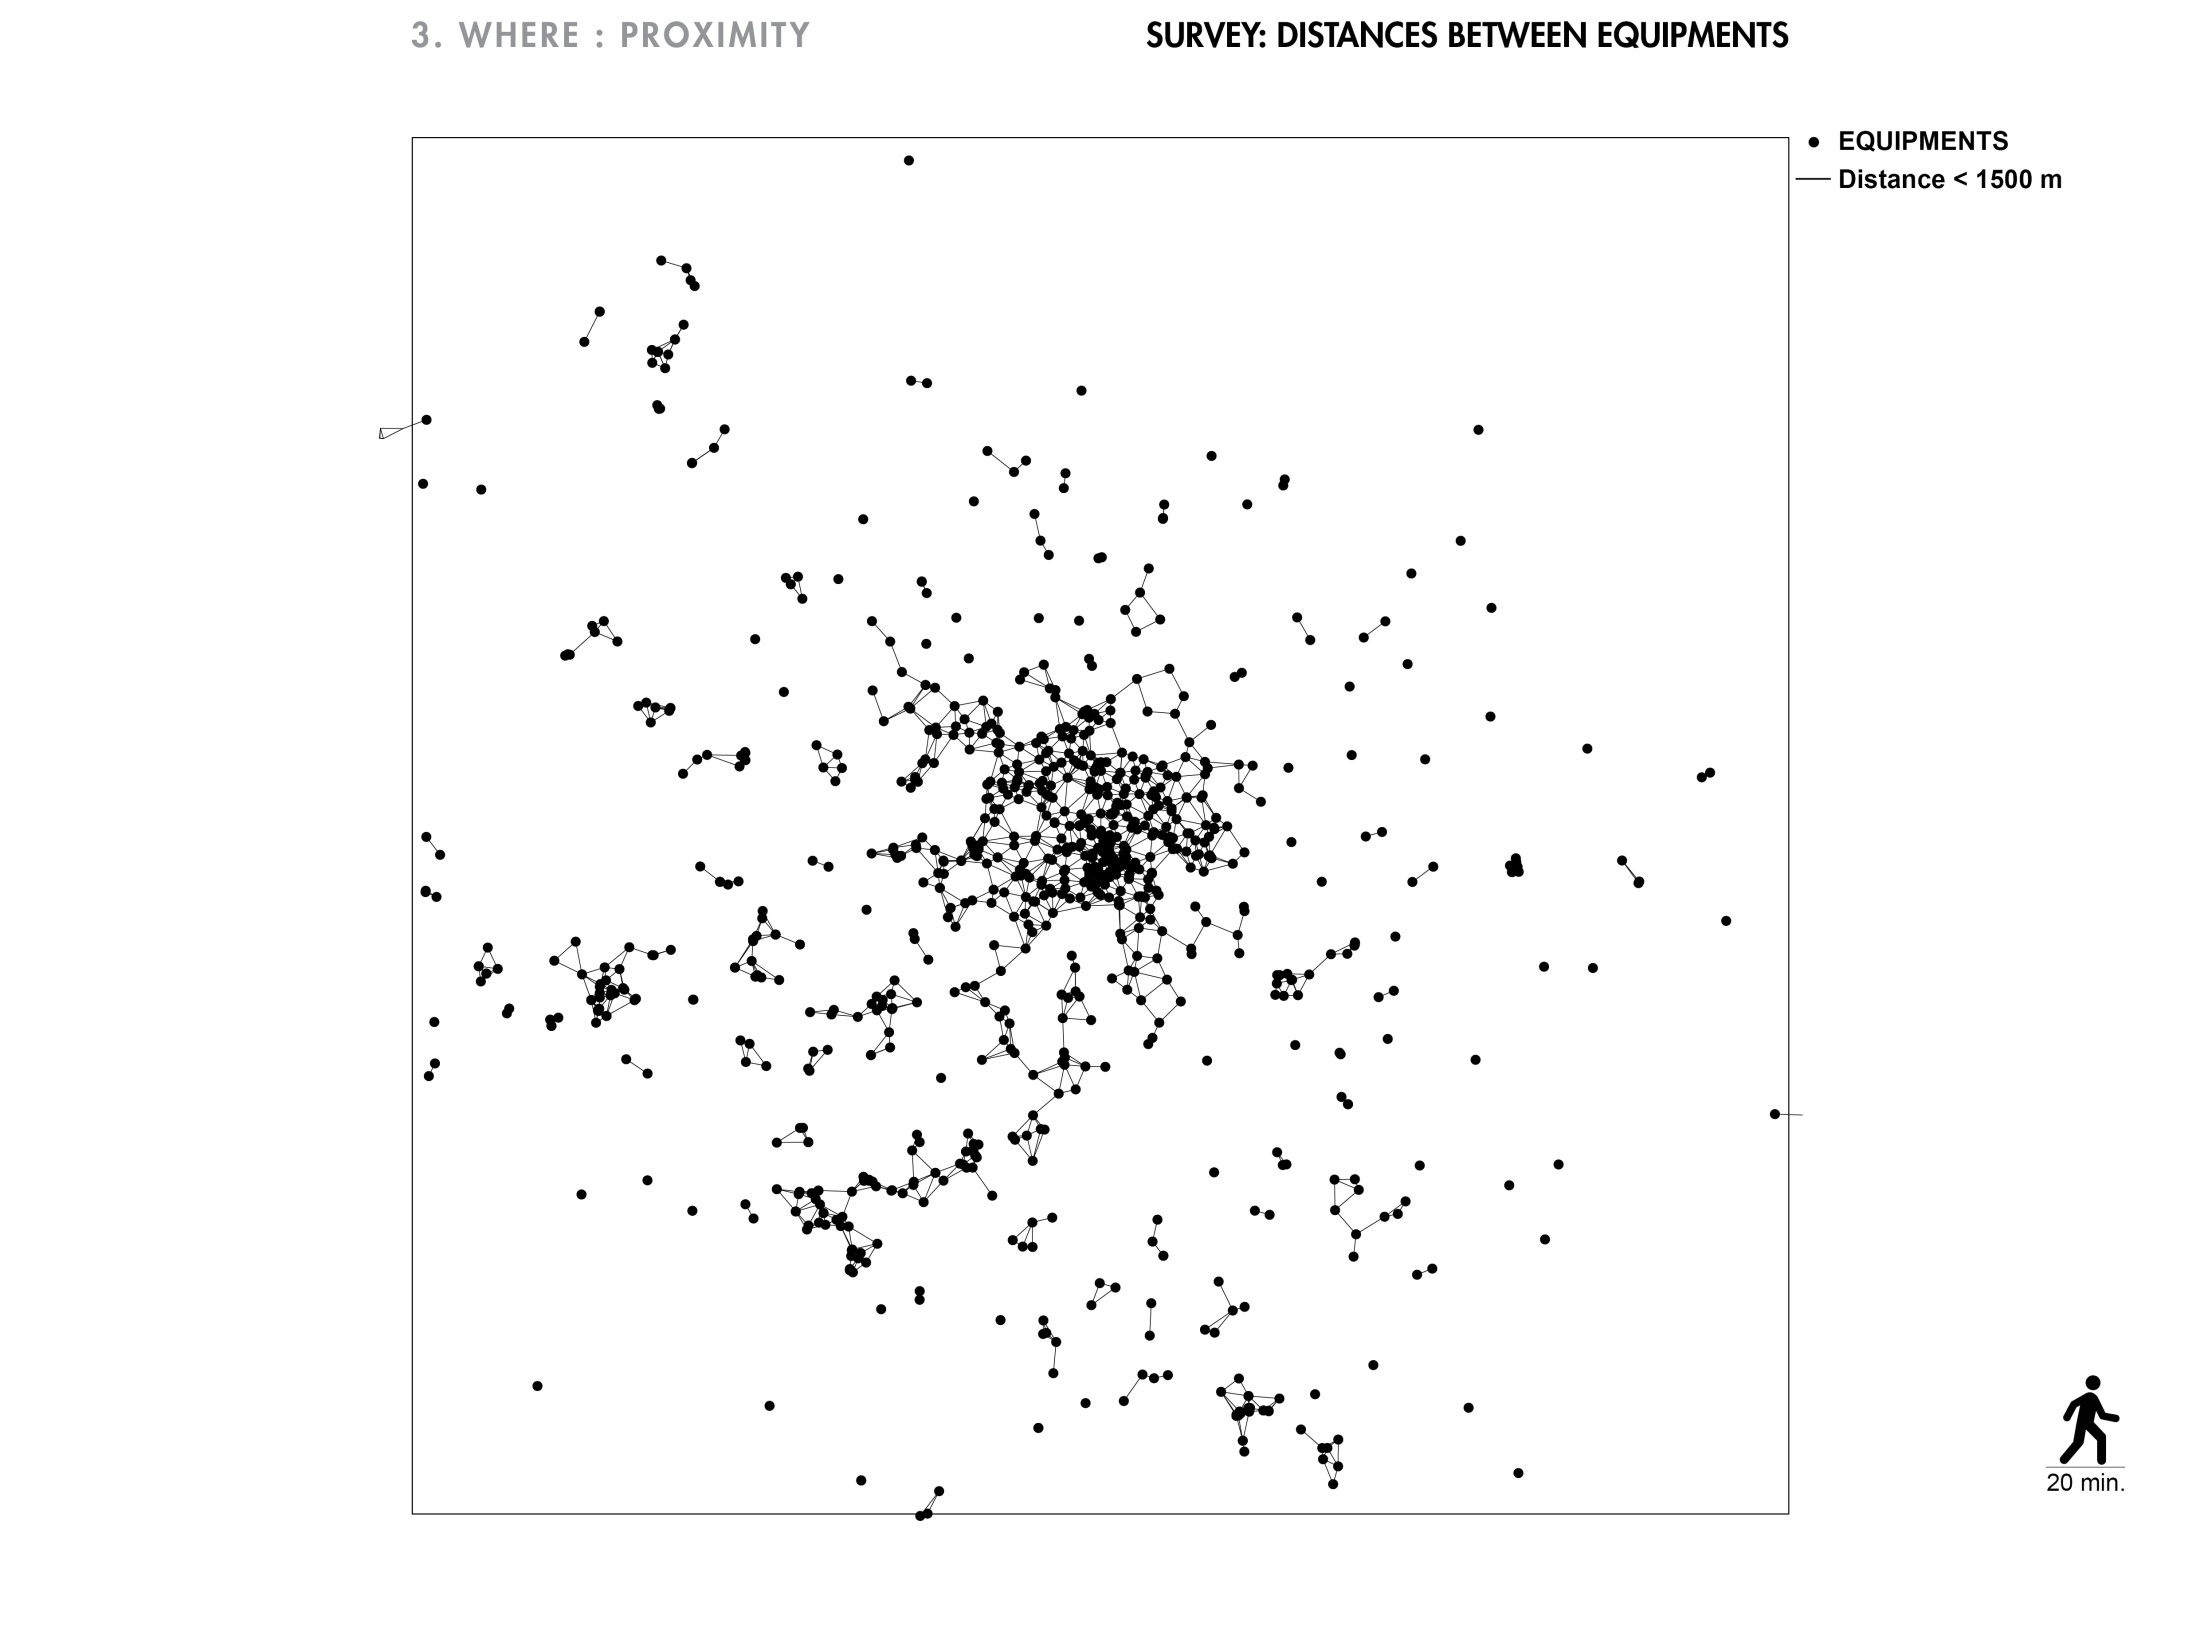 3. WHERE : PROXIMITY
SURVEY: DISTANCES BETWEEN EQUIPMENTS
EQUIPMENTS
Distance < 1500 m
20 min.